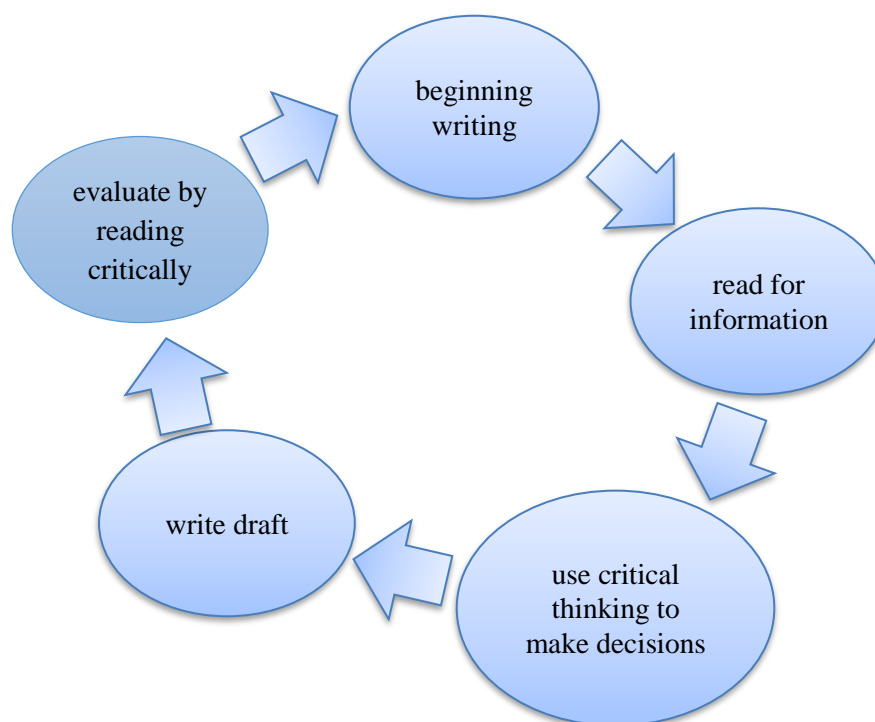 beginning
writing
read for
information
use critical
thinking to
make decisions
write draft
evaluate by
reading
critically